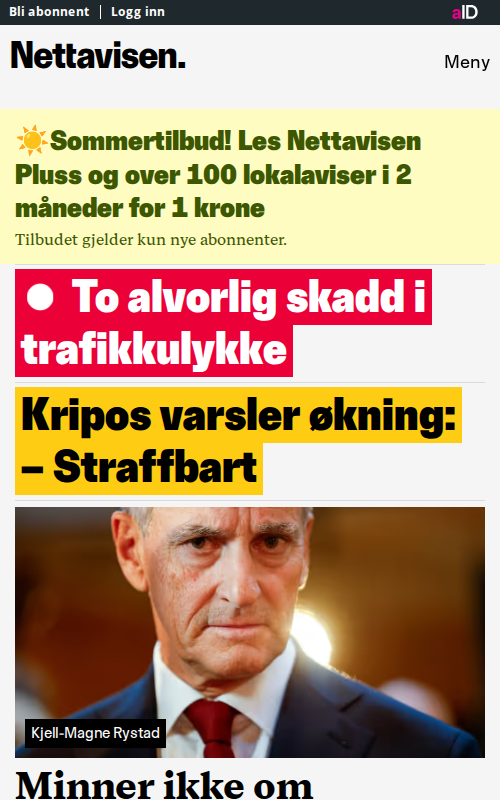 Bli abonnent | Logg inn
aID
Nettavisen.
Meny
☀️Sommertilbud! Les Nettavisen
Pluss og over 100 lokalaviser i 2
måneder for 1 krone
Tilbudet gjelder kun nye abonnenter.
To alvorlig skadd i
trafikkulykke
Kripos varsler økning:
– Straffbart
Kjell-Magne Rystad
Minner ikke om